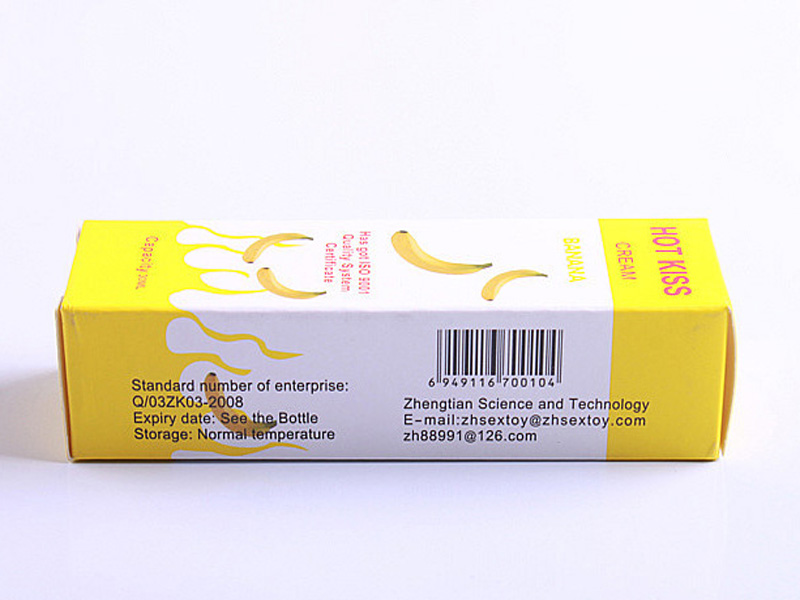 HOT KISS
CREAM
BANANA
Has got ISO 9001
Quality System
Certificate
Capacity
6 949116 700104
Standard number of enterprise:
Q/03ZK03-2008
Expiry date: See the Bottle
Storage: Normal temperature
Zhengtian Science and Technology
E-mail:zhsextoy@zhsextoy.com
zh88991@126.com